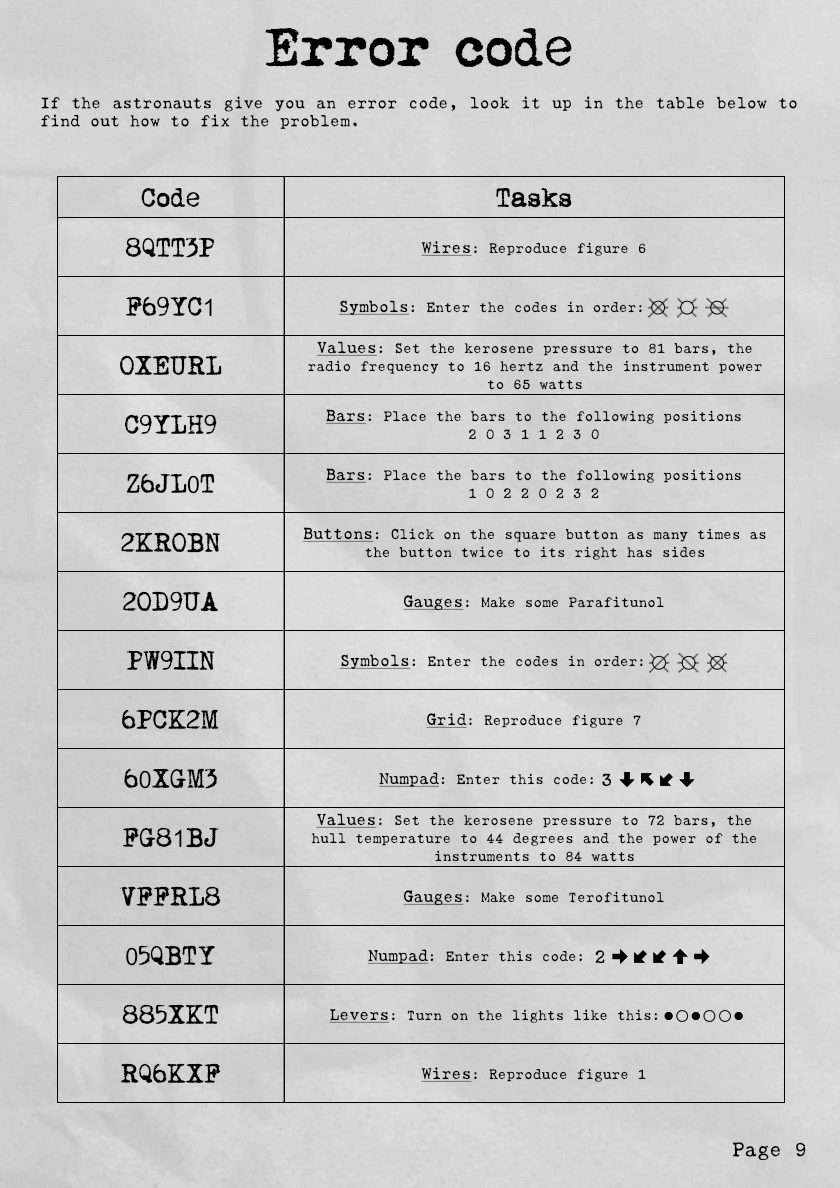 Error code
If the astronauts give you an error code, look it up in the table below to
find out how to fix the problem.
Code
Tasks
8QTT3P
Wires: Reproduce figure 6
F69YC1
Symbols: Enter the codes in order:
0XEURL
Values: Set the kerosene pressure to 81 bars, the
radio frequency to 16 hertz and the instrument power
to 65 watts
C9YLH9
Bars: Place the bars to the following positions
2 0 3 1 1 2 3 0
Z6JL0T
Bars: Place the bars to the following positions
1 0 2 2 0 2 3 2
2KROBN
Buttons: Click on the square button as many times as
the button twice to its right has sides
20D9UA
Gauges: Make some Parafitunol
PW9IIN
Symbols: Enter the codes in order:
6PCK2M
Grid: Reproduce figure 7
60XGM3
Numpad: Enter this code: 3 🡇 🡔 🡗 🡇
FG81BJ
Values: Set the kerosene pressure to 72 bars, the
hull temperature to 44 degrees and the power of the
instruments to 84 watts
VFFRL8
Gauges: Make some Terofitunol
05QBTY
Numpad: Enter this code: 2 🡆 🡗 🡗 🡅 🡆
885XKT
Levers: Turn on the lights like this: ●○●○○●
RQ6KXF
Wires: Reproduce figure 1
Page 9